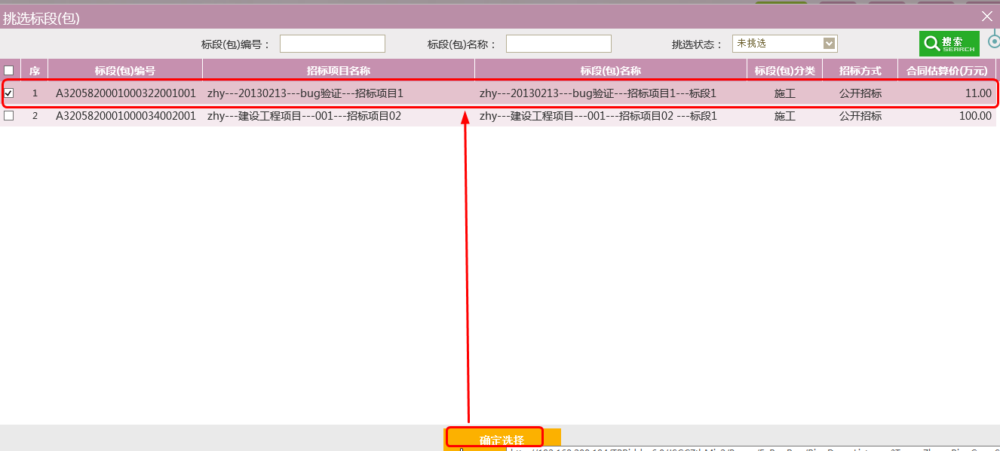 挑选标段(包)
标段(包)编号： 标段(包)名称： 挑选状态： 未挑选 搜索 SEARCH
序 标段(包)编号 招标项目名称 标段(包)名称 标段(包)分类 招标方式 合同估算价(万元)
1 A3205820001000322001001 zhy---20130213---bug验证---招标项目1 zhy---20130213---bug验证---招标项目1---标段1 施工 公开招标 11.00
2 A3205820001000034002001 zhy---建设工程项目---001---招标项目02 zhy---建设工程项目---001---招标项目02 ---标段1 施工 公开招标 100.00
确定选择